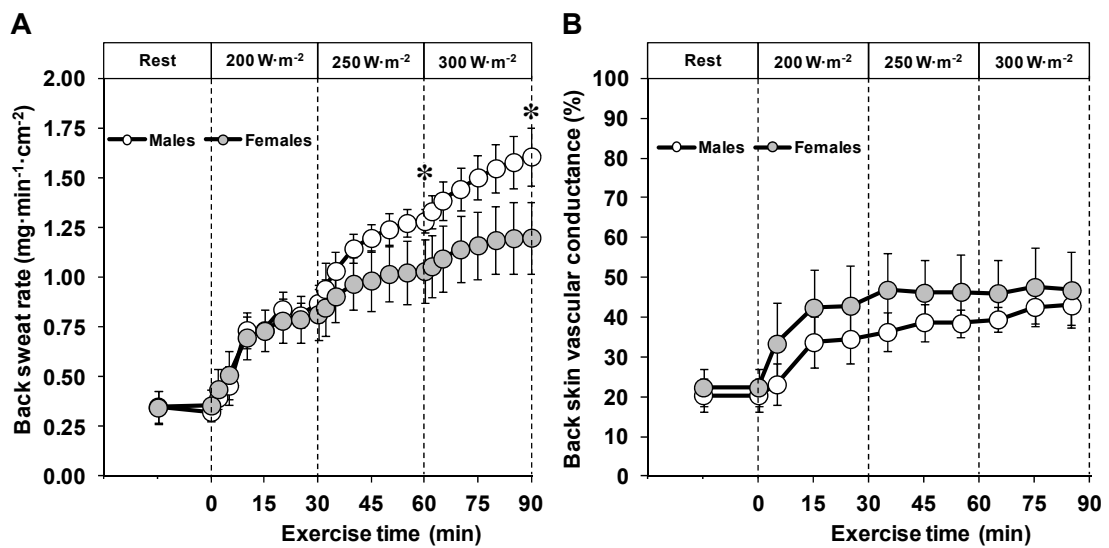 A
Rest 200 W·m⁻² 250 W·m⁻² 300 W·m⁻²
Back sweat rate (mg·min⁻¹·cm⁻²)
2.00
1.75
1.50
1.25
1.00
0.75
0.50
0.25
0.00
Males Females
*
*
0 15 30 45 60 75 90
Exercise time (min)
B
Rest 200 W·m⁻² 250 W·m⁻² 300 W·m⁻²
Back skin vascular conductance (%)
100
90
80
70
60
50
40
30
20
10
0
Males Females
0 15 30 45 60 75 90
Exercise time (min)